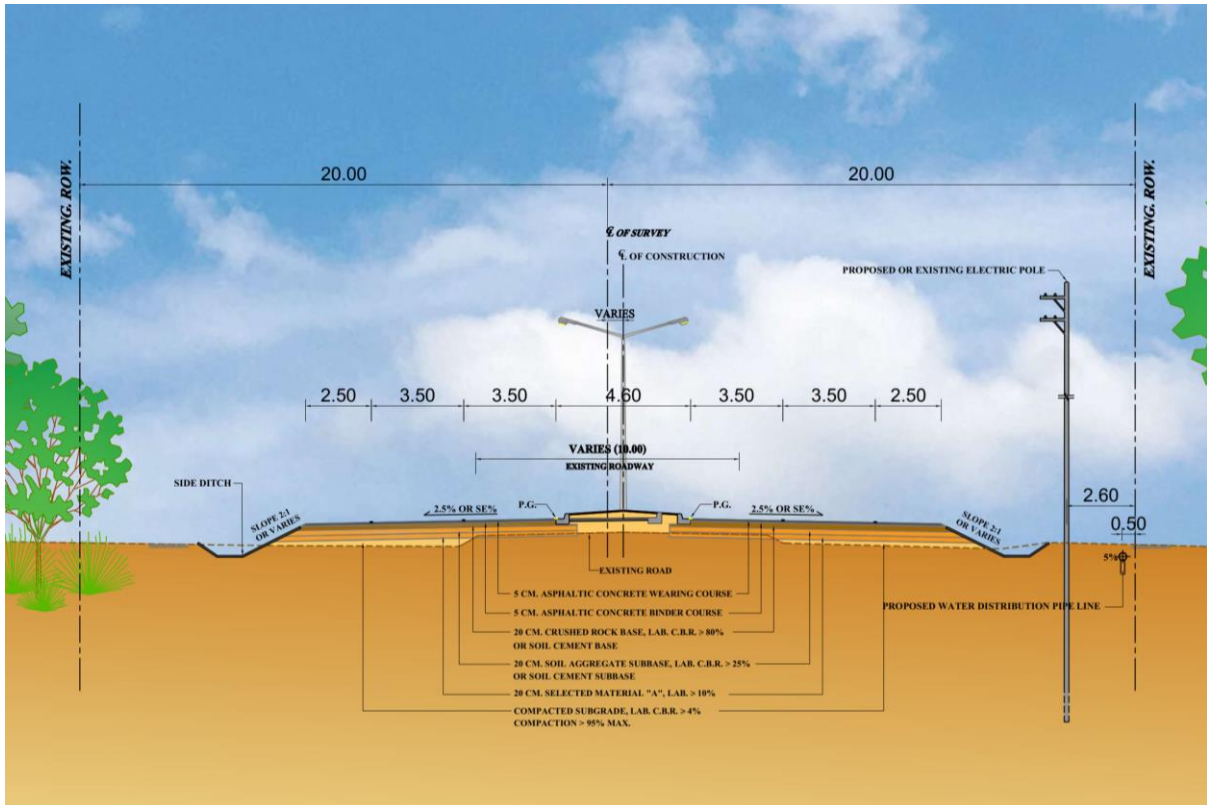 20.00
20.00
EXISTING. ROW.
EXISTING. ROW.
℄ OF SURVEY
℄ OF CONSTRUCTION
PROPOSED OR EXISTING ELECTRIC POLE
VARIES
2.50
3.50
3.50
4.60
3.50
3.50
2.50
VARIES (10.00)
EXISTING ROADWAY
SIDE DITCH
SLOPE 2:1
OR VARIES
2.5% OR SE%
P.G.
P.G.
2.5% OR SE%
SLOPE 2:1
OR VARIES
2.60
0.50
5%
EXISTING ROAD
5 CM. ASPHALTIC CONCRETE WEARING COURSE
5 CM. ASPHALTIC CONCRETE BINDER COURSE
PROPOSED WATER DISTRIBUTION PIPE LINE
20 CM. CRUSHED ROCK BASE, LAB. C.B.R. > 80%
OR SOIL CEMENT BASE
20 CM. SOIL AGGREGATE SUBBASE, LAB. C.B.R. > 25%
OR SOIL CEMENT SUBBASE
20 CM. SELECTED MATERIAL "A", LAB. > 10%
COMPACTED SUBGRADE, LAB. C.B.R. > 4%
COMPACTION > 95% MAX.